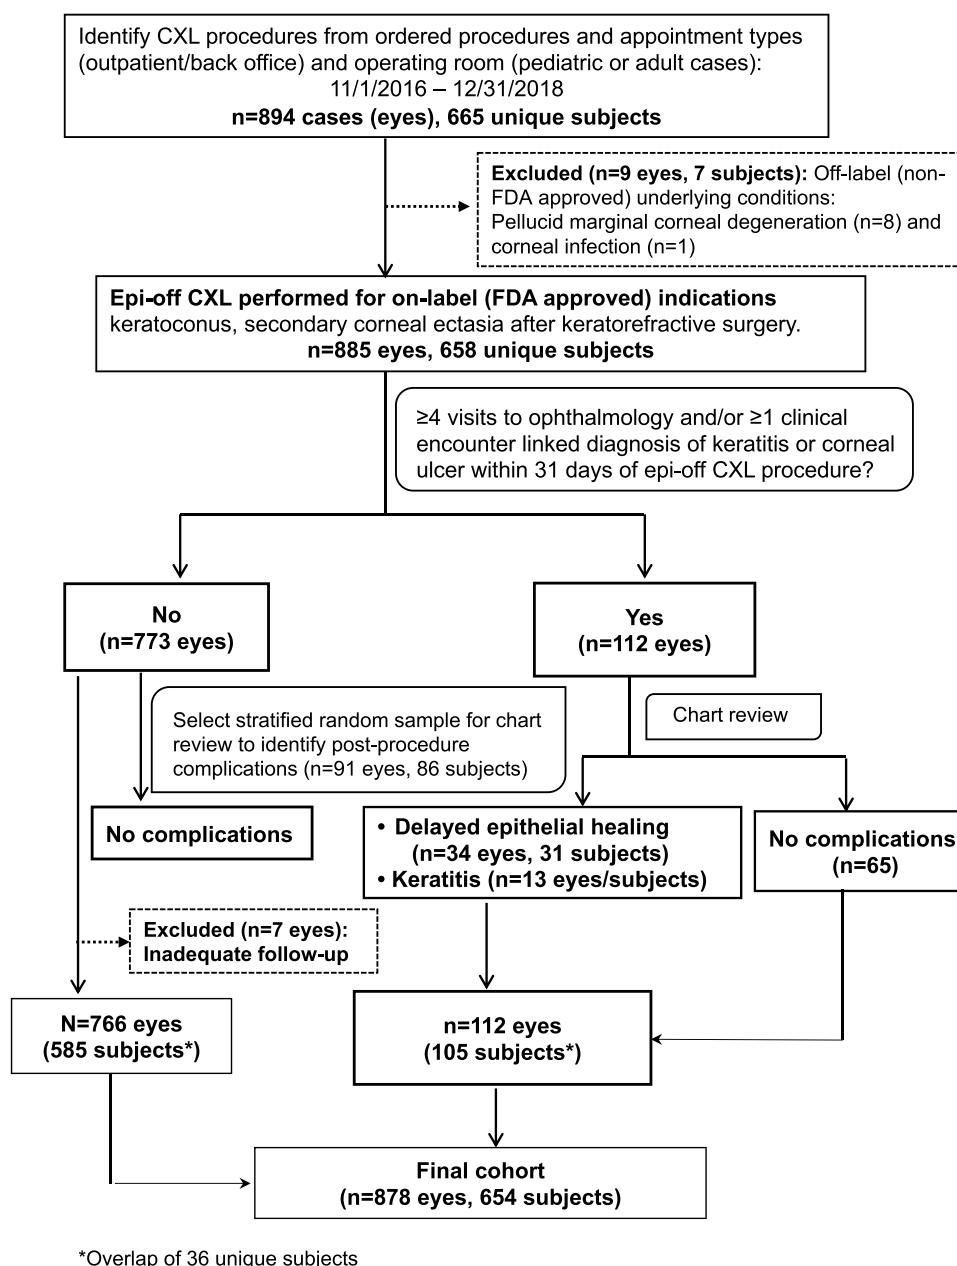 Identify CXL procedures from ordered procedures and appointment types
(outpatient/back office) and operating room (pediatric or adult cases):
11/1/2016 – 12/31/2018
n=894 cases (eyes), 665 unique subjects
Excluded (n=9 eyes, 7 subjects): Off-label (non-
FDA approved) underlying conditions:
Pellucid marginal corneal degeneration (n=8) and
corneal infection (n=1)
Epi-off CXL performed for on-label (FDA approved) indications
keratoconus, secondary corneal ectasia after keratorefractive surgery.
n=885 eyes, 658 unique subjects
≥4 visits to ophthalmology and/or ≥1 clinical
encounter linked diagnosis of keratitis or corneal
ulcer within 31 days of epi-off CXL procedure?
No
(n=773 eyes)
Yes
(n=112 eyes)
Select stratified random sample for chart
review to identify post-procedure
complications (n=91 eyes, 86 subjects)
Chart review
No complications
• Delayed epithelial healing
(n=34 eyes, 31 subjects)
• Keratitis (n=13 eyes/subjects)
No complications
(n=65)
Excluded (n=7 eyes):
Inadequate follow-up
N=766 eyes
(585 subjects*)
n=112 eyes
(105 subjects*)
Final cohort
(n=878 eyes, 654 subjects)
*Overlap of 36 unique subjects